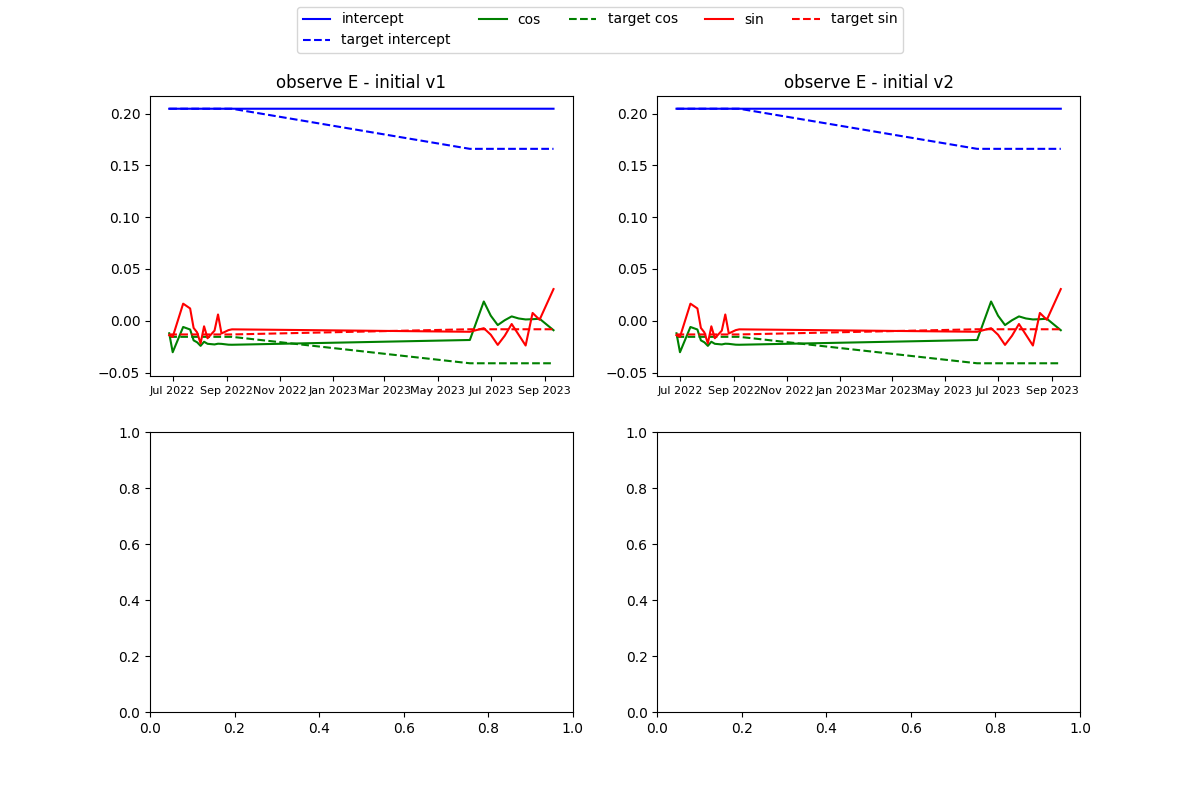 intercept cos target cos sin target sin
target intercept
observe E - initial v1 observe E - initial v2
0.20 0.20
0.15 0.15
0.10 0.10
0.05 0.05
0.00 0.00
−0.05 −0.05
Jul 2022 Sep 2022 Nov 2022 Jan 2023 Mar 2023 May 2023 Jul 2023 Sep 2023 Jul 2022 Sep 2022 Nov 2022 Jan 2023 Mar 2023 May 2023 Jul 2023 Sep 2023
1.0 1.0
0.8 0.8
0.6 0.6
0.4 0.4
0.2 0.2
0.0 0.0
0.0 0.2 0.4 0.6 0.8 1.0 0.0 0.2 0.4 0.6 0.8 1.0